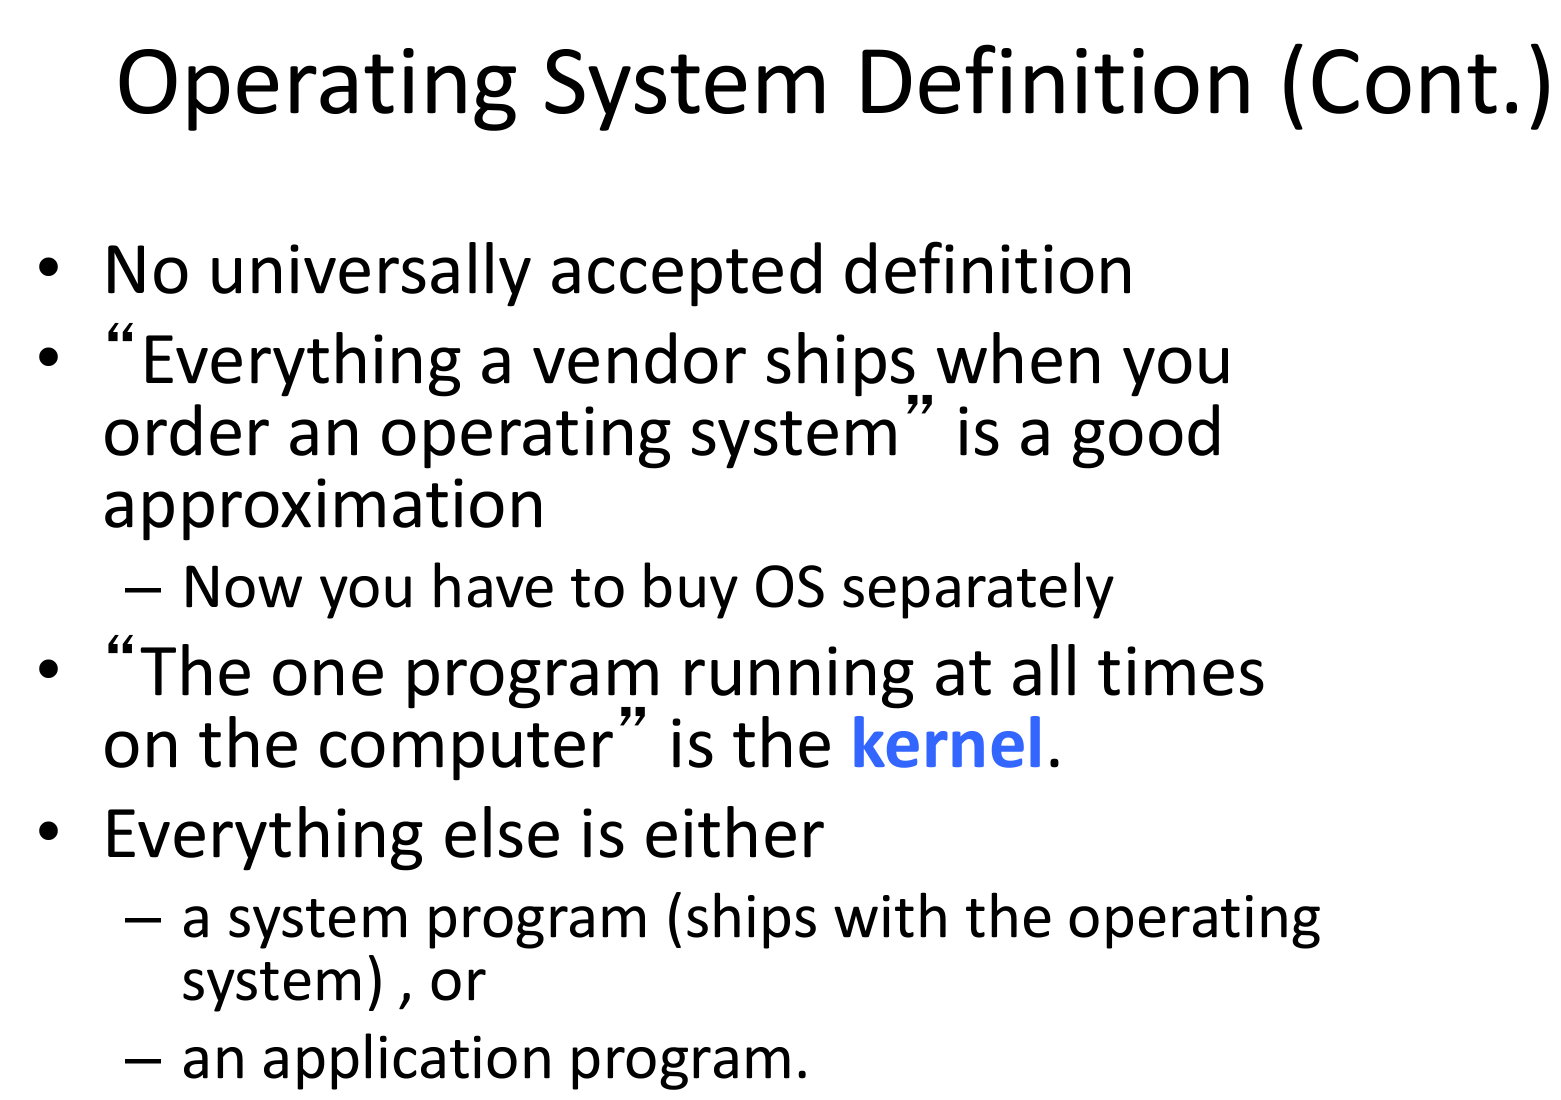 Operating System Definition (Cont.)
• No universally accepted definition
• “Everything a vendor ships when you
order an operating system” is a good
approximation
– Now you have to buy OS separately
• “The one program running at all times
on the computer” is the kernel.
• Everything else is either
– a system program (ships with the operating
system) , or
– an application program.